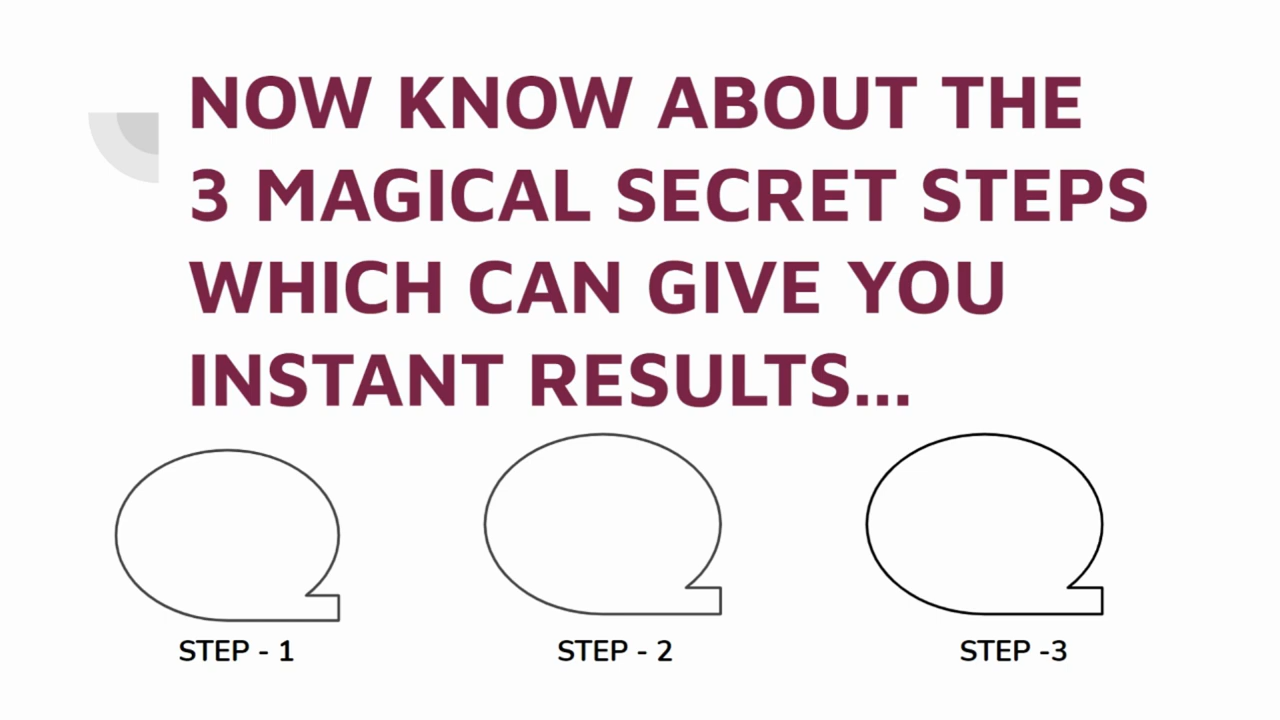 NOW KNOW ABOUT THE
3 MAGICAL SECRET STEPS
WHICH CAN GIVE YOU
INSTANT RESULTS...
STEP - 1
STEP - 2
STEP -3